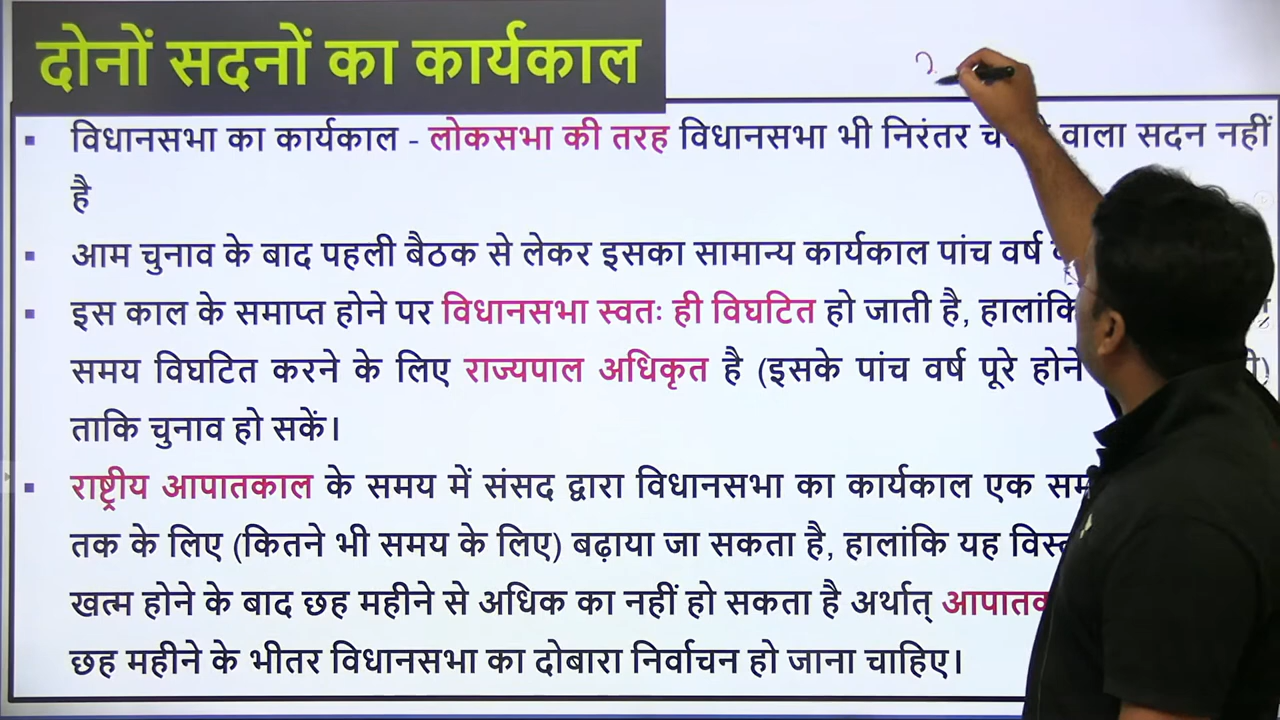 दोनों सदनों का कार्यकाल
▪ विधानसभा का कार्यकाल - लोकसभा की तरह विधानसभा भी निरंतर वाला सदन नहीं
है
▪ आम चुनाव के बाद पहली बैठक से लेकर इसका सामान्य कार्यकाल पांच वर्ष
▪ इस काल के समाप्त होने पर विधानसभा स्वतः ही विघटित हो जाती है, हालांकि
समय विघटित करने के लिए राज्यपाल अधिकृत है (इसके पांच वर्ष पूरे होने
ताकि चुनाव हो सकें।
▪ राष्ट्रीय आपातकाल के समय में संसद द्वारा विधानसभा का कार्यकाल एक
तक के लिए (कितने भी समय के लिए) बढ़ाया जा सकता है, हालांकि यह
खत्म होने के बाद छह महीने से अधिक का नहीं हो सकता है अर्थात्
छह महीने के भीतर विधानसभा का दोबारा निर्वाचन हो जाना चाहिए।